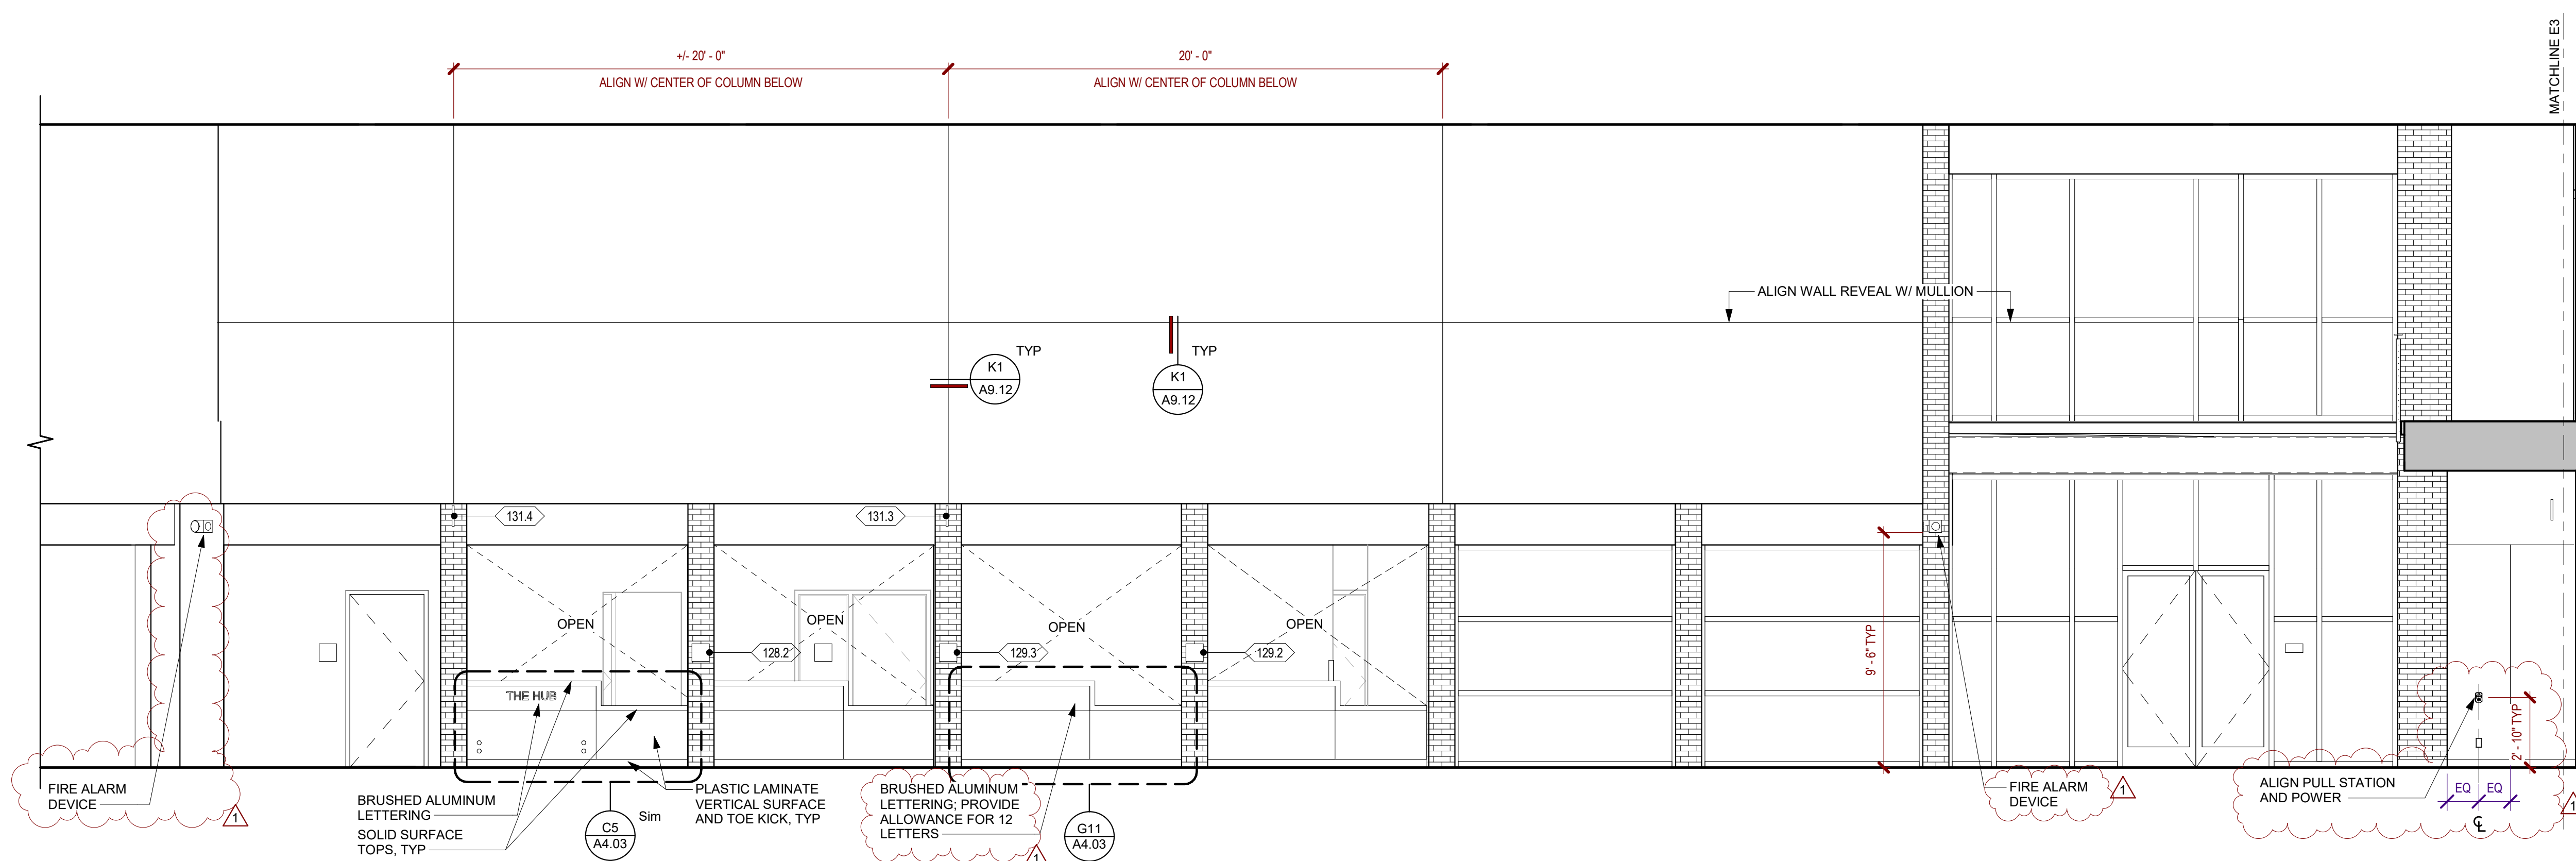 MATCHLINE E3
+/- 20' - 0"
ALIGN W/ CENTER OF COLUMN BELOW
20' - 0"
ALIGN W/ CENTER OF COLUMN BELOW
ALIGN WALL REVEAL W/ MULLION
TYP
K1
A9.12
TYP
K1
A9.12
131.4
131.3
OPEN
OPEN
OPEN
OPEN
128.2
129.3
129.2
9' - 6" TYP
THE HUB
2' - 10" TYP
FIRE ALARM
DEVICE
1
BRUSHED ALUMINUM
LETTERING
SOLID SURFACE
TOPS, TYP
C5
A4.03
Sim
PLASTIC LAMINATE
VERTICAL SURFACE
AND TOE KICK, TYP
BRUSHED ALUMINUM
LETTERING; PROVIDE
ALLOWANCE FOR 12
LETTERS
1
G11
A4.03
FIRE ALARM
DEVICE
1
ALIGN PULL STATION
AND POWER
EQ
EQ
CL
1